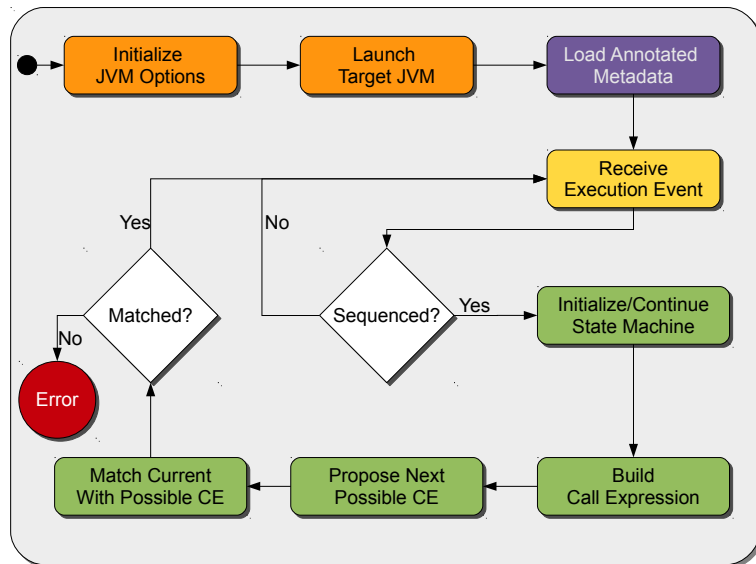 Initialize
JVM Options
Launch
Target JVM
Load Annotated
Metadata
Receive
Execution Event
Yes
No
Matched?
Sequenced?
Yes
Initialize/Continue
State Machine
No
Error
Match Current
With Possible CE
Propose Next
Possible CE
Build
Call Expression